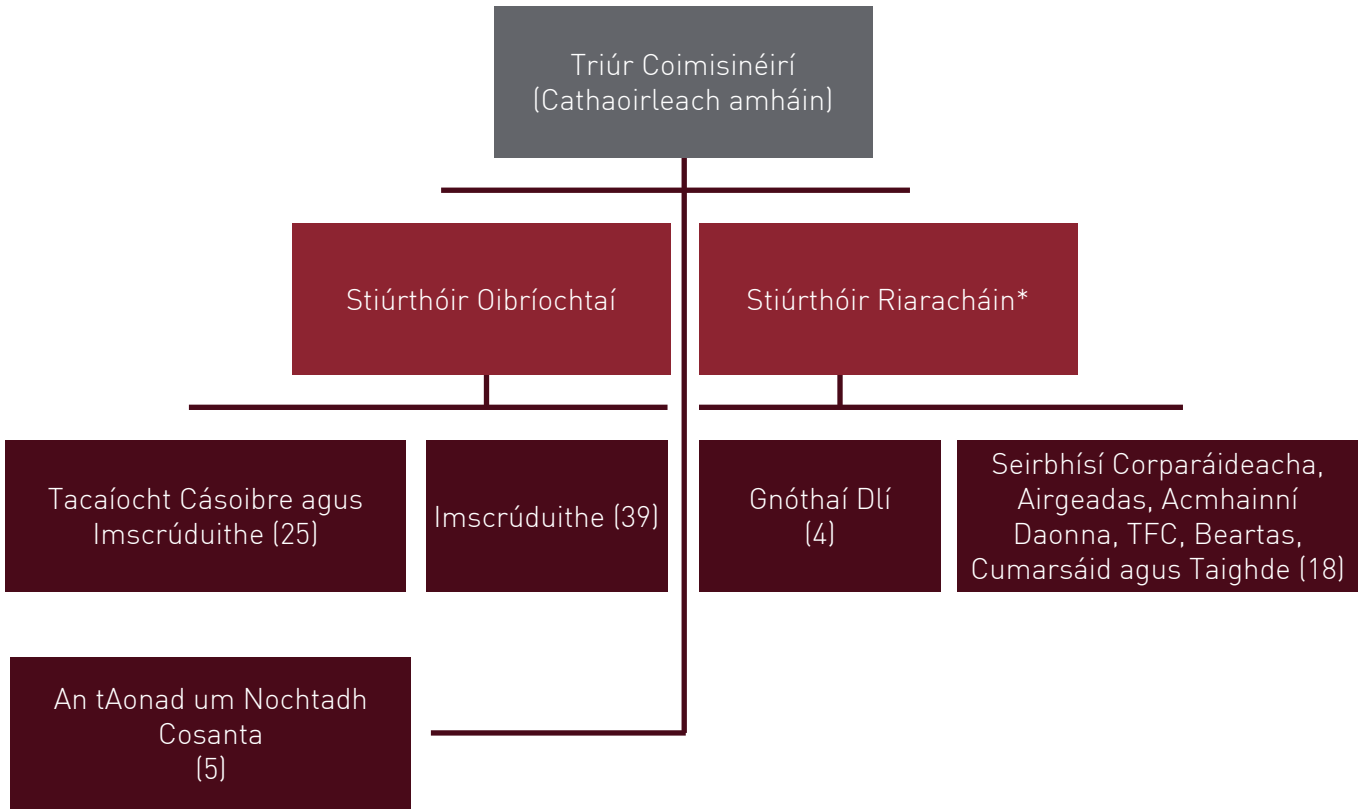 Triúr Coimisinéirí
(Cathaoirleach amháin)
Stiúrthóir Oibríochtaí
Stiúrthóir Riaracháin*
Tacaíocht Cásoibre agus
Imscrúduithe (25)
Imscrúduithe (39)
Gnóthaí Dlí
(4)
Seirbhísí Corparáideacha,
Airgeadas, Acmhainní
Daonna, TFC, Beartas,
Cumarsáid agus Taighde (18)
An tAonad um Nochtadh
Cosanta
(5)